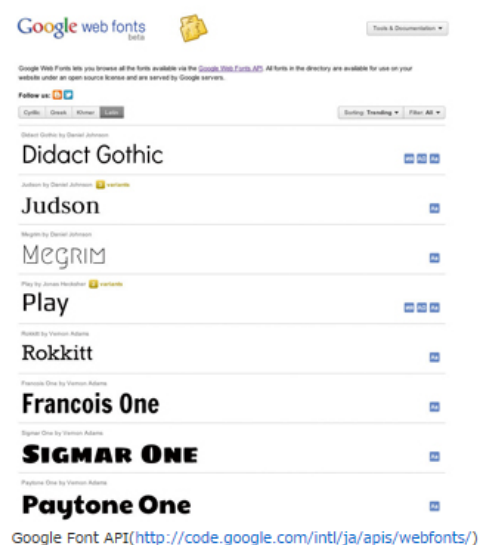 Google web fonts
beta
Tools & Documentation
Google Web Fonts lets you browse all the fonts available via the Google Web Fonts API. All fonts in the directory are available for use on your
website under an open source license and are served by Google servers.
Follow us:
Cyrillic Greek Khmer Latin
Sorting: Trending Filter: All
Didact Gothic by Daniel Johnson
Didact Gothic
Judson by Daniel Johnson 3 variants
Judson
Megrim by Daniel Johnson
Megrim
Play by Jonas Hecksher 2 variants
Play
Rokkitt by Vernon Adams
Rokkitt
Francois One by Vernon Adams
Francois One
Sigmar One by Vernon Adams
Sigmar One
Paytone One by Vernon Adams
Paytone One
Google Font API(http://code.google.com/intl/ja/apis/webfonts/)